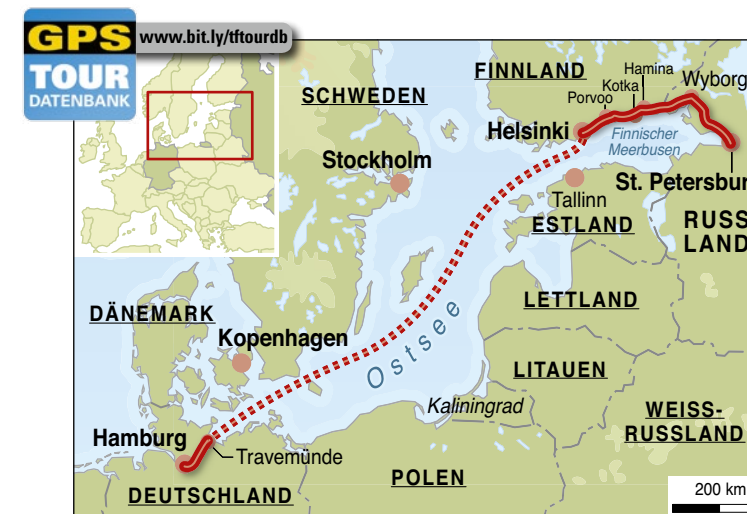 GPS
TOUR
DATENBANK
www.bit.ly/tftourdb
SCHWEDEN
FINNLAND
Hamina
Kotka
Porvoo
Wyborg
Helsinki
Finnischer
Meerbusen
Stockholm
Tallinn
St. Petersbur
ESTLAND
RUSS
LAND
DÄNEMARK
LETTLAND
Kopenhagen
Ostsee
LITAUEN
Kaliningrad
WEISS-
RUSSLAND
Hamburg
Travemünde
POLEN
DEUTSCHLAND
200 km